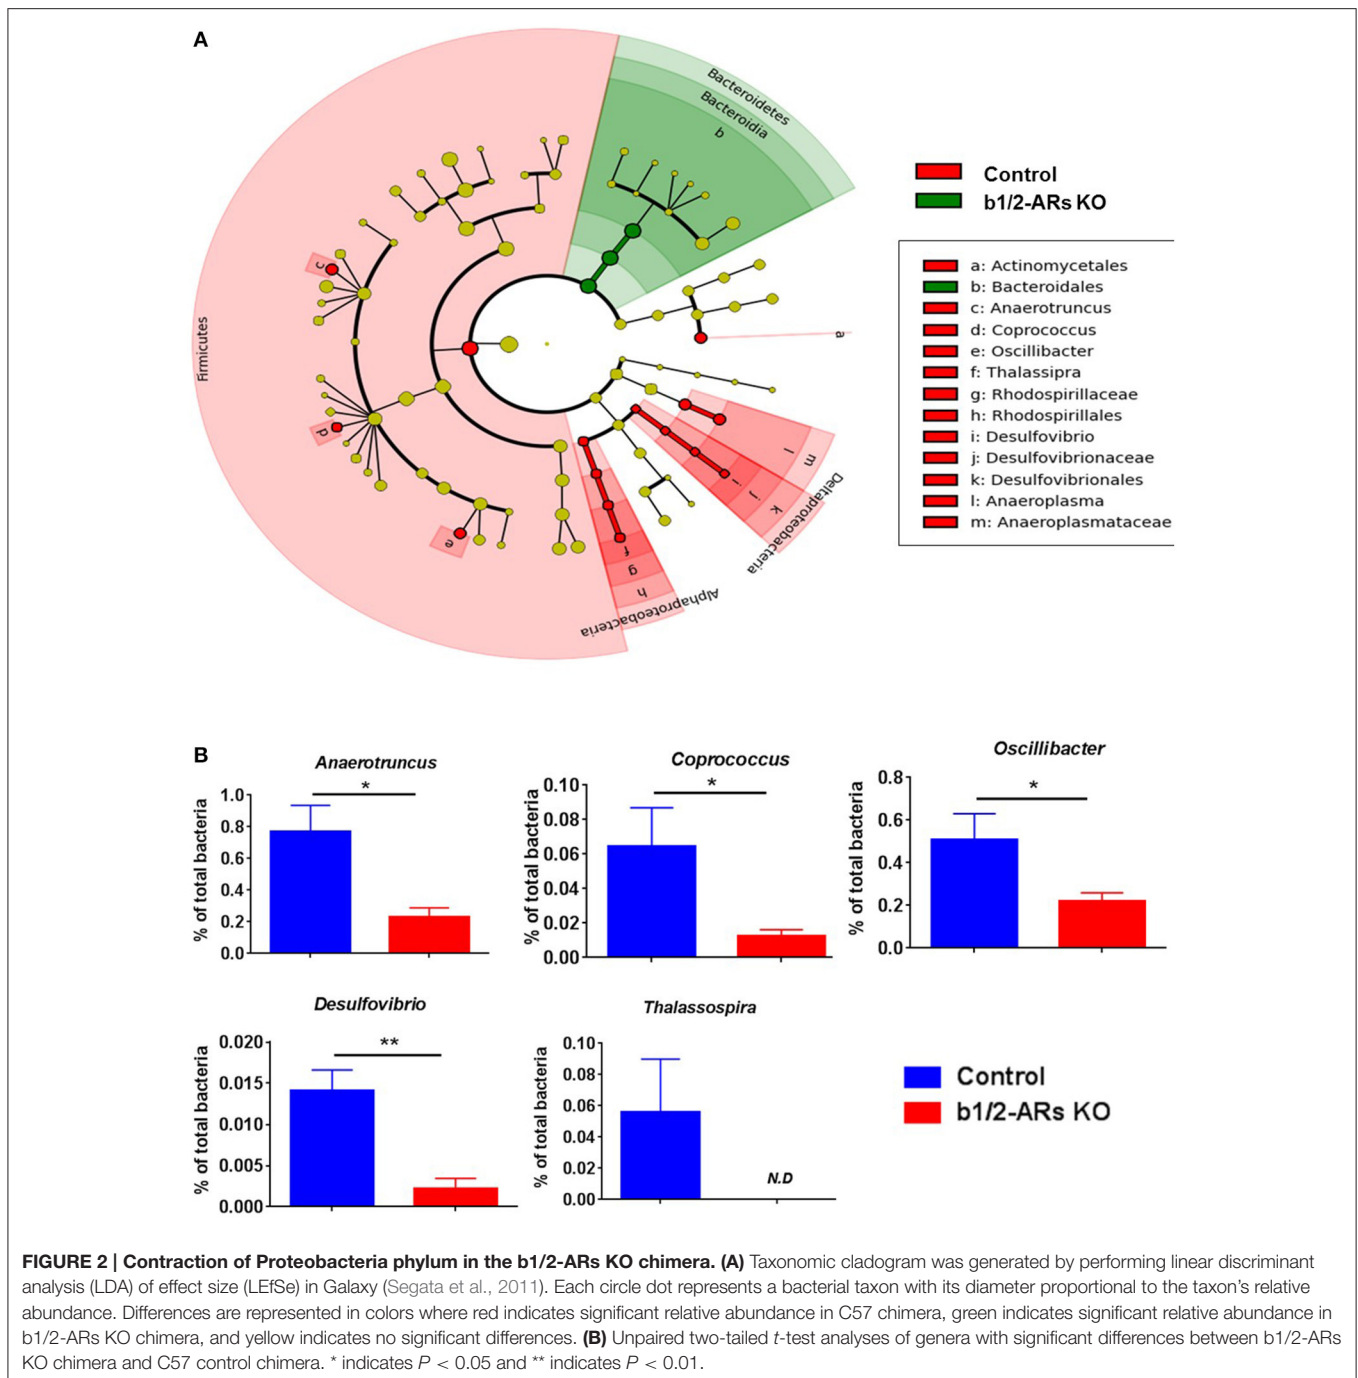 A
Bacteroidetes
Bacteroidia
b
Firmicutes
c
d
e
a
f
g
h
Alphaproteobacteria
i
j
k
l
m
Deltaproteobacteria
Control
b1/2-ARs KO
a: Actinomycetales
b: Bacteroidales
c: Anaerotruncus
d: Coprococcus
e: Oscillibacter
f: Thalassipra
g: Rhodospirillaceae
h: Rhodospirillales
i: Desulfovibrio
j: Desulfovibrionaceae
k: Desulfovibrionales
l: Anaeroplasma
m: Anaeroplasmataceae
B
Anaerotruncus
% of total bacteria
1.0
0.8
0.6
0.4
0.2
0.0
*
Coprococcus
% of total bacteria
0.10
0.08
0.06
0.04
0.02
0.00
*
Oscillibacter
% of total bacteria
0.8
0.6
0.4
0.2
0.0
*
Desulfovibrio
% of total bacteria
0.020
0.015
0.010
0.005
0.000
**
Thalassospira
% of total bacteria
0.10
0.08
0.06
0.04
0.02
0.00
N.D
Control
b1/2-ARs KO
FIGURE 2 | Contraction of Proteobacteria phylum in the b1/2-ARs KO chimera. (A) Taxonomic cladogram was generated by performing linear discriminant
analysis (LDA) of effect size (LEfSe) in Galaxy (Segata et al., 2011). Each circle dot represents a bacterial taxon with its diameter proportional to the taxon's relative
abundance. Differences are represented in colors where red indicates significant relative abundance in C57 chimera, green indicates significant relative abundance in
b1/2-ARs KO chimera, and yellow indicates no significant differences. (B) Unpaired two-tailed t-test analyses of genera with significant differences between b1/2-ARs
KO chimera and C57 control chimera. * indicates P < 0.05 and ** indicates P < 0.01.